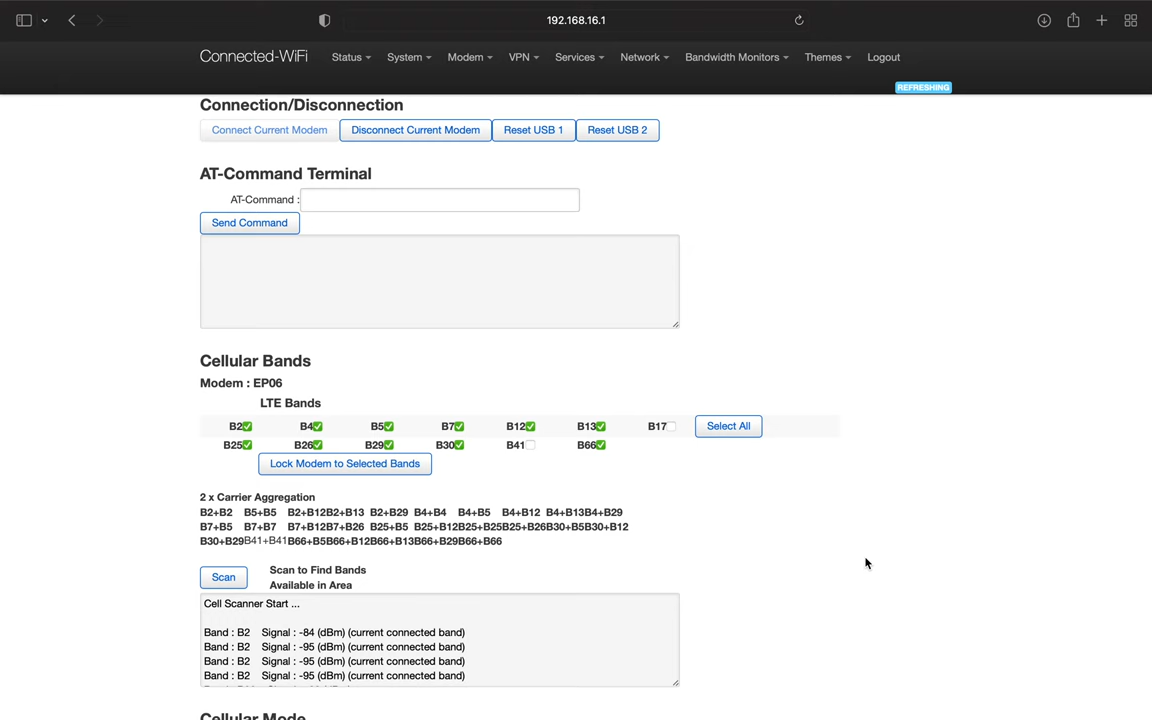 192.168.16.1
Connected-WiFi Status System Modem VPN Services Network Bandwidth Monitors Themes Logout
REFRESHING
Connection/Disconnection
Connect Current Modem Disconnect Current Modem Reset USB 1 Reset USB 2
AT-Command Terminal
AT-Command :
Send Command
Cellular Bands
Modem : EP06
LTE Bands
B2 B4 B5 B7 B12 B13 B17 Select All
B25 B26 B29 B30 B41 B66
Lock Modem to Selected Bands
2 x Carrier Aggregation
B2+B2 B5+B5 B2+B12B2+B13 B2+B29 B4+B4 B4+B5 B4+B12 B4+B13B4+B29
B7+B5 B7+B7 B7+B12B7+B26 B25+B5 B25+B12B25+B25B25+B26B30+B5B30+B12
B30+B29B41+B41B66+B5B66+B12B66+B13B66+B29B66+B66
Scan Scan to Find Bands
Available in Area
Cell Scanner Start ...
Band : B2 Signal : -84 (dBm) (current connected band)
Band : B2 Signal : -95 (dBm) (current connected band)
Band : B2 Signal : -95 (dBm) (current connected band)
Band : B2 Signal : -95 (dBm) (current connected band)
Cellular Mode